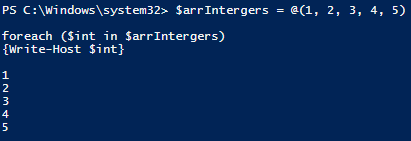 PS C:\Windows\system32> $arrIntergers = @(1, 2, 3, 4, 5)
foreach ($int in $arrIntergers)
{Write-Host $int}
1
2
3
4
5